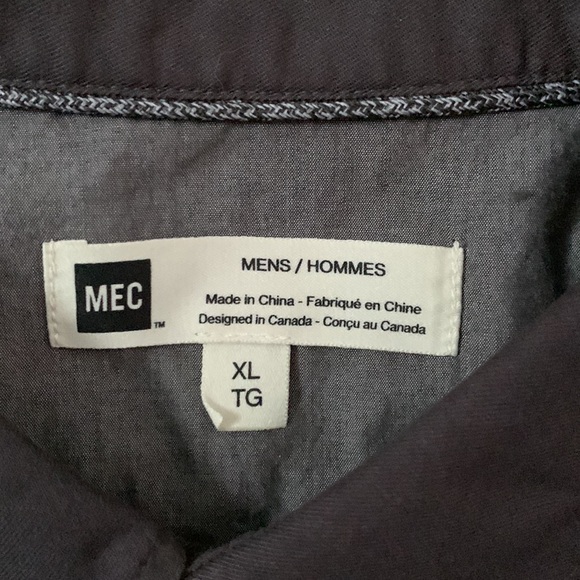 MEC
™
MENS / HOMMES
Made in China - Fabriqué en Chine
Designed in Canada - Conçu au Canada
XL
TG